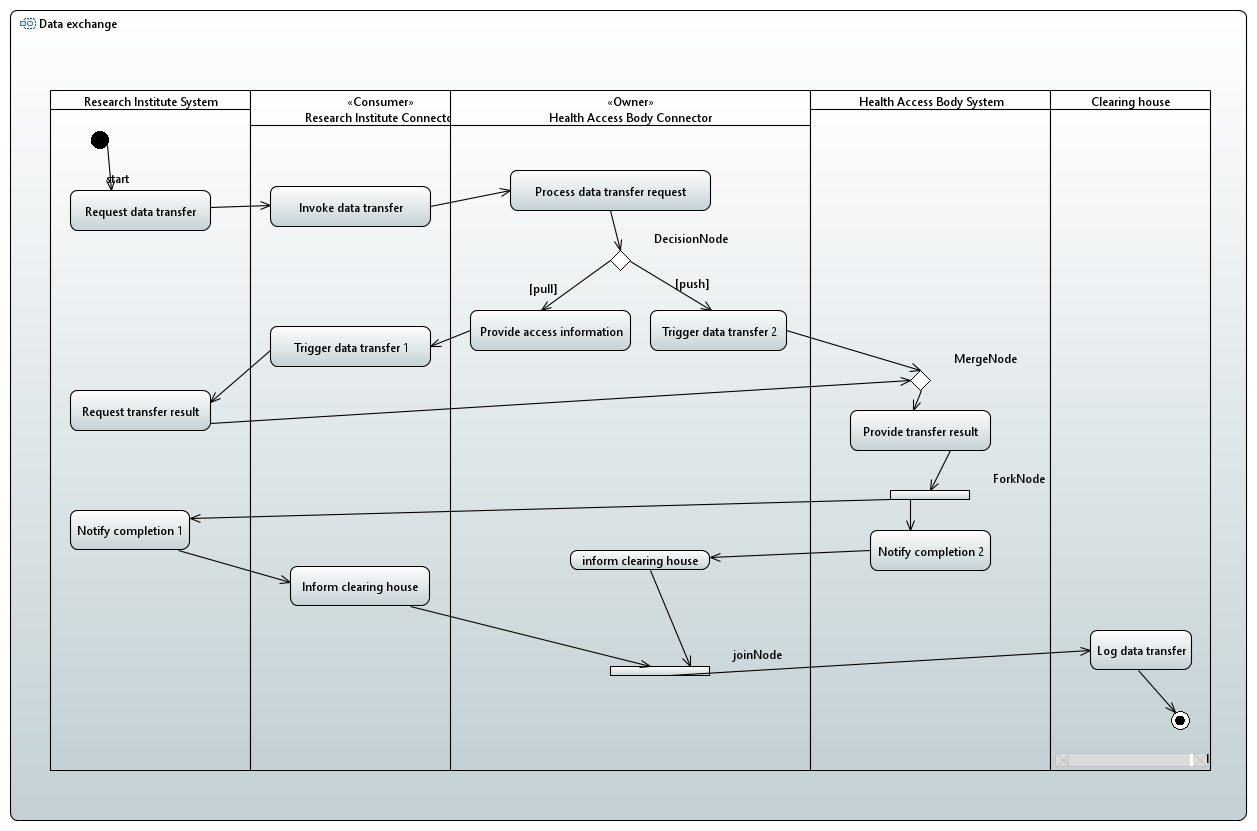 Data exchange
Research Institute System
«Consumer»
Research Institute Connecto
«Owner»
Health Access Body Connector
Health Access Body System
Clearing house
start
Request data transfer
Invoke data transfer
Process data transfer request
DecisionNode
[pull]
[push]
Provide access information
Trigger data transfer 2
Trigger data transfer 1
MergeNode
Request transfer result
Provide transfer result
ForkNode
Notify completion 1
Notify completion 2
inform clearing house
Inform clearing house
joinNode
Log data transfer